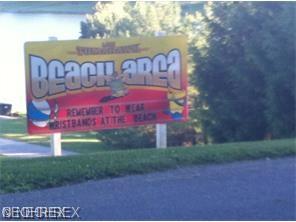 BEACH AREA
REMEMBER TO WEAR
WRISTBANDS AT THE BEACH